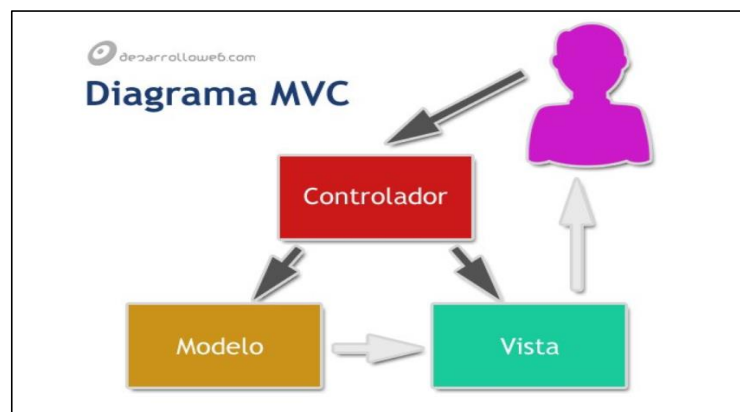 desarrolloweb.com
Diagrama MVC
Controlador
Modelo
Vista